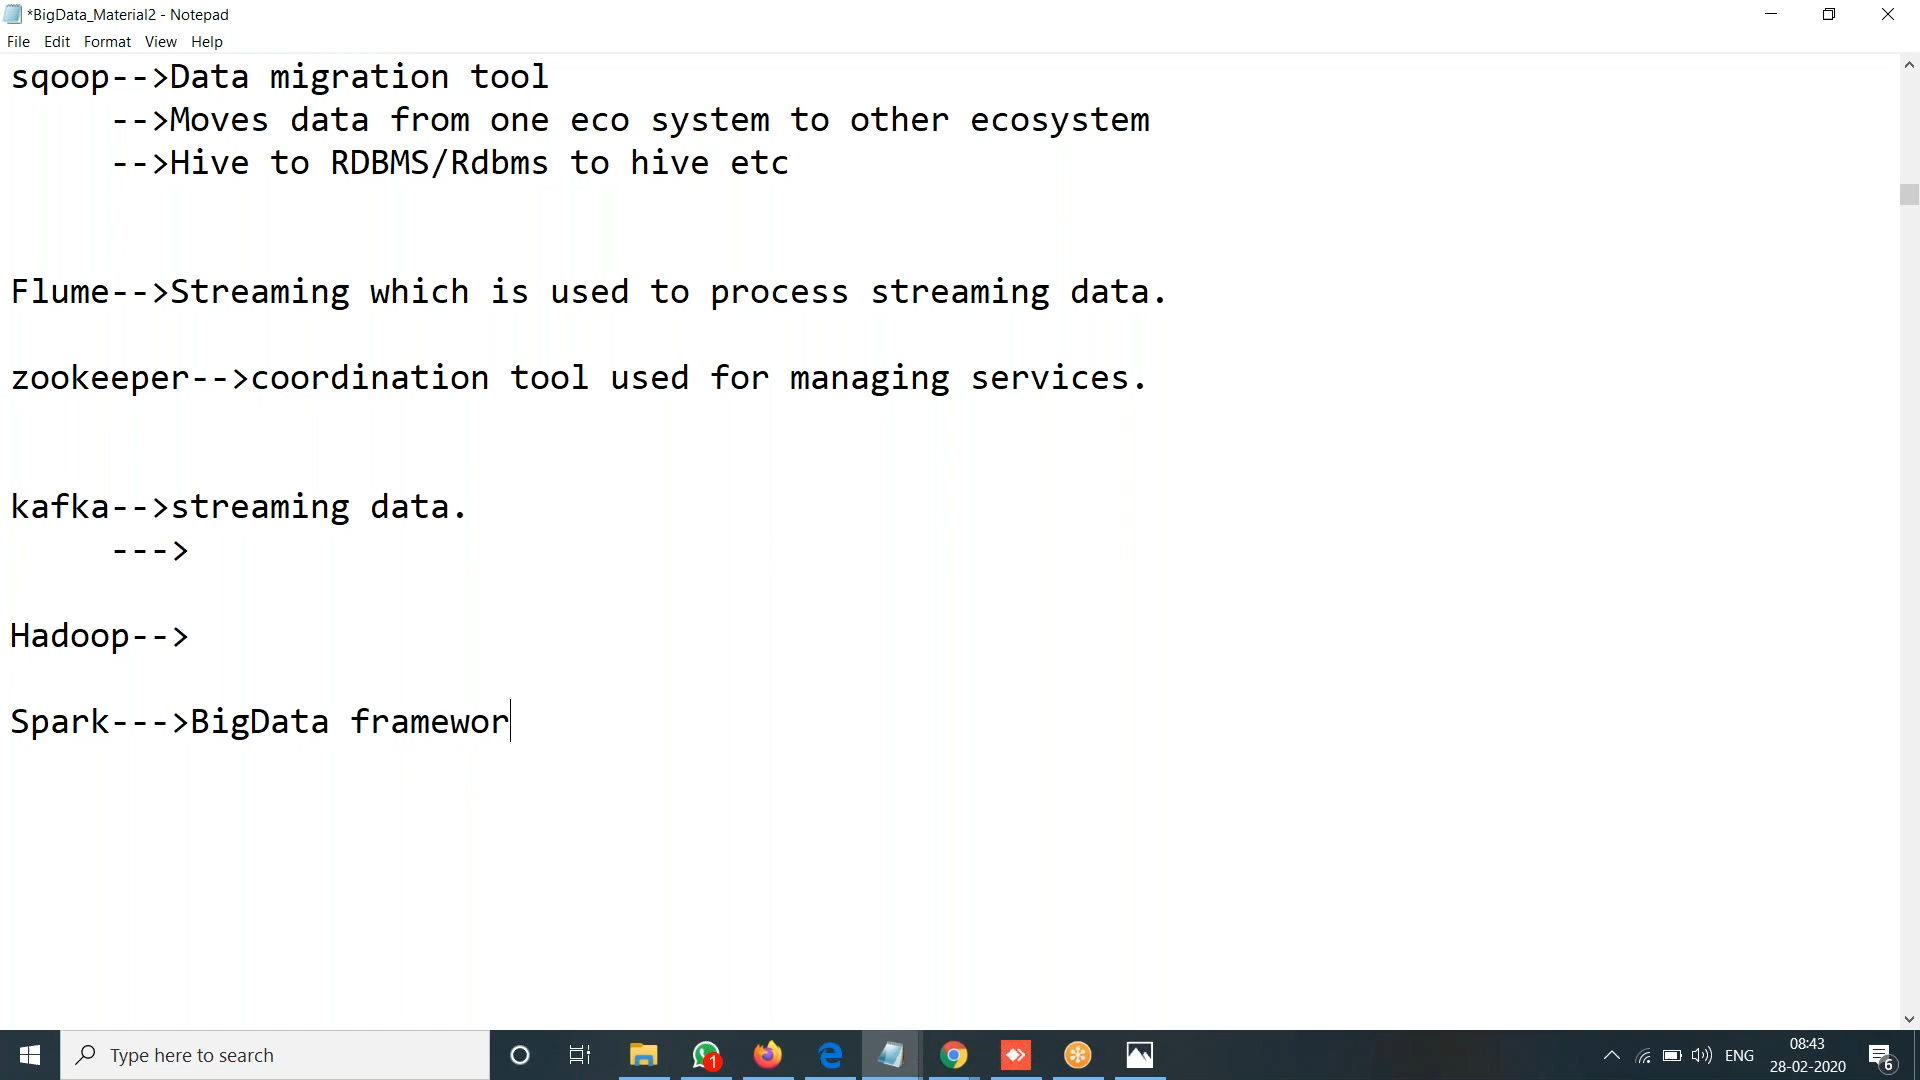 *BigData_Material2 - Notepad
File Edit Format View Help
sqoop-->Data migration tool
-->Moves data from one eco system to other ecosystem
-->Hive to RDBMS/Rdbms to hive etc
Flume-->Streaming which is used to process streaming data.
zookeeper-->coordination tool used for managing services.
kafka-->streaming data.
--->
Hadoop-->
Spark--->BigData framewor
Type here to search
1
ENG
08:43
28-02-2020
6